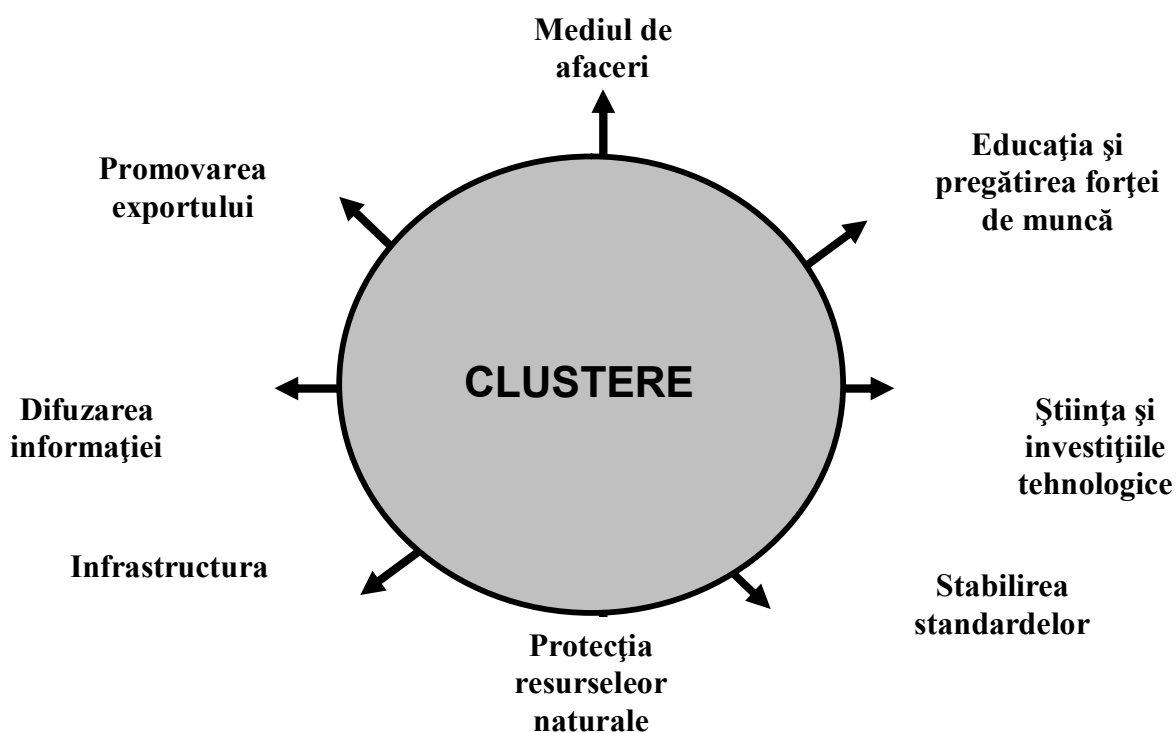 Mediul de
afaceri
Educaţia şi
pregătirea forţei
de muncă
Promovarea
exportului
CLUSTERE
Difuzarea
informaţiei
Ştiinţa şi
investiţiile
tehnologice
Infrastructura
Stabilirea
standardelor
Protecţia
resurseleor
naturale